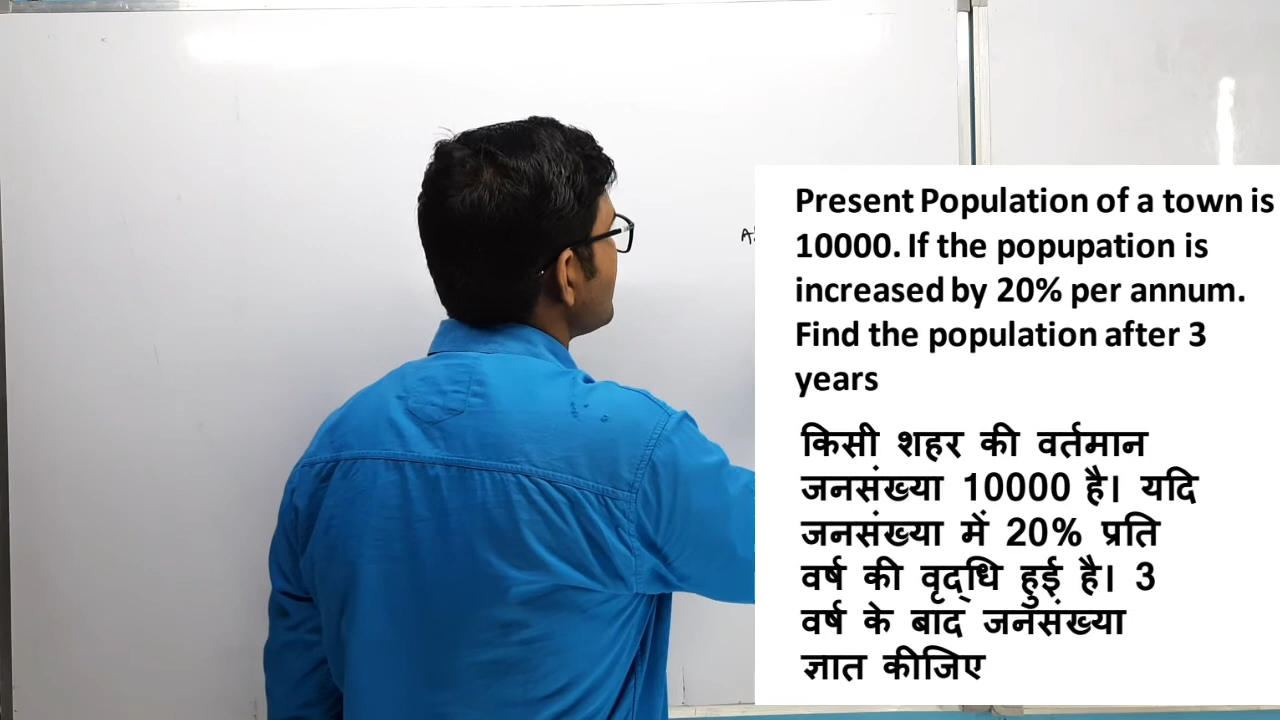 Present Population of a town is
10000. If the popupation is
increased by 20% per annum.
Find the population after 3
years
किसी शहर की वर्तमान
जनसंख्या 10000 है। यदि
जनसंख्या में 20% प्रति
वर्ष की वृद्धि हुई है। 3
वर्ष के बाद जनसंख्या
ज्ञात कीजिए